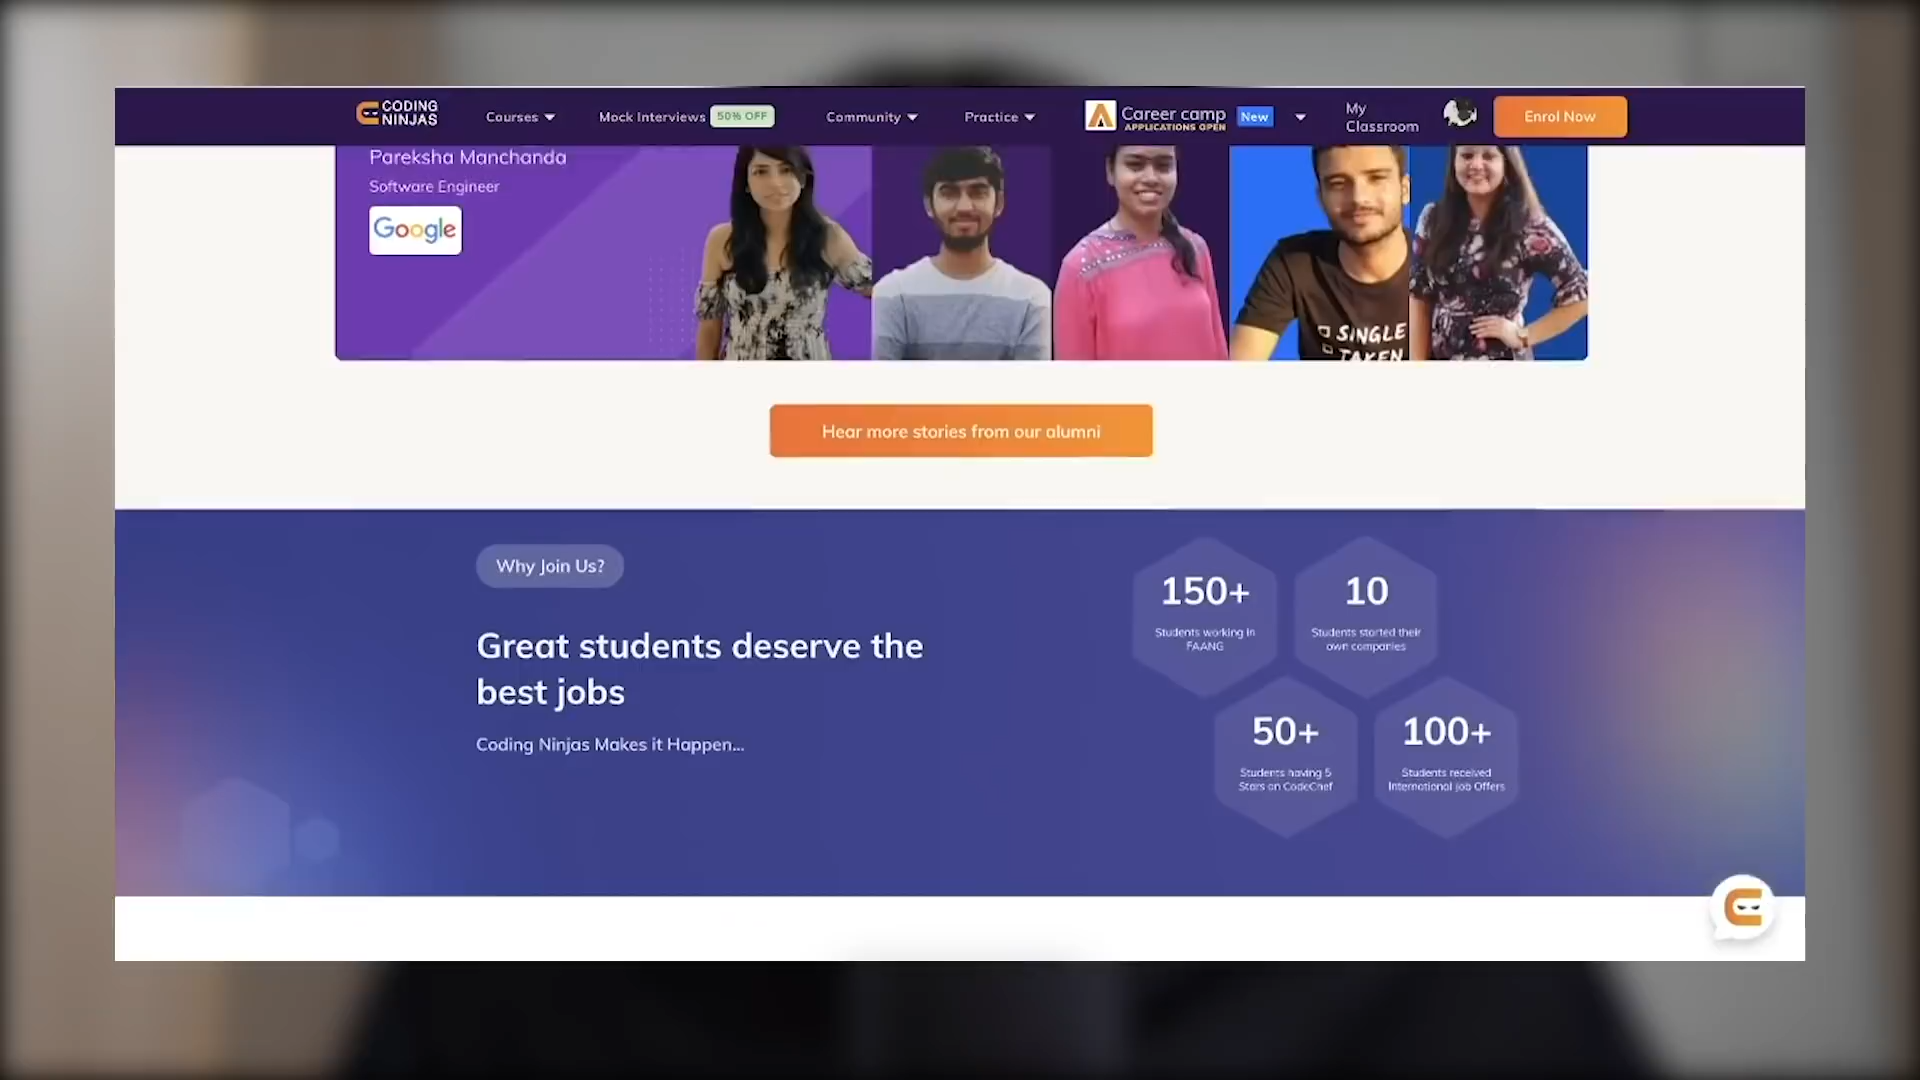 CODING
NINJAS
Courses
Mock Interviews 50% OFF
Community
Practice
Career camp
APPLICATIONS OPEN
New
My
Classroom
Enrol Now
Pareksha Manchanda
Software Engineer
Google
SINGLE
TAKEN
Hear more stories from our alumni
Why Join Us?
Great students deserve the
best jobs
Coding Ninjas Makes it Happen...
150+
Students working in
FAANG
10
Students started their
own companies
50+
Students having 5
Stars on CodeChef
100+
Students received
International Job Offers